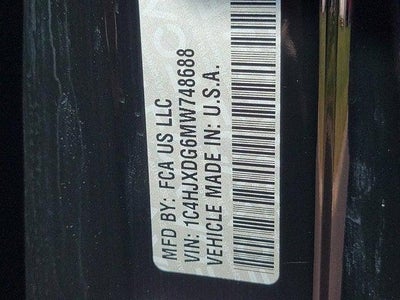 MFD BY: FCA US LLC
VIN: 1C4HJXDG6MW748688
VEHICLE MADE IN: U.S.A.